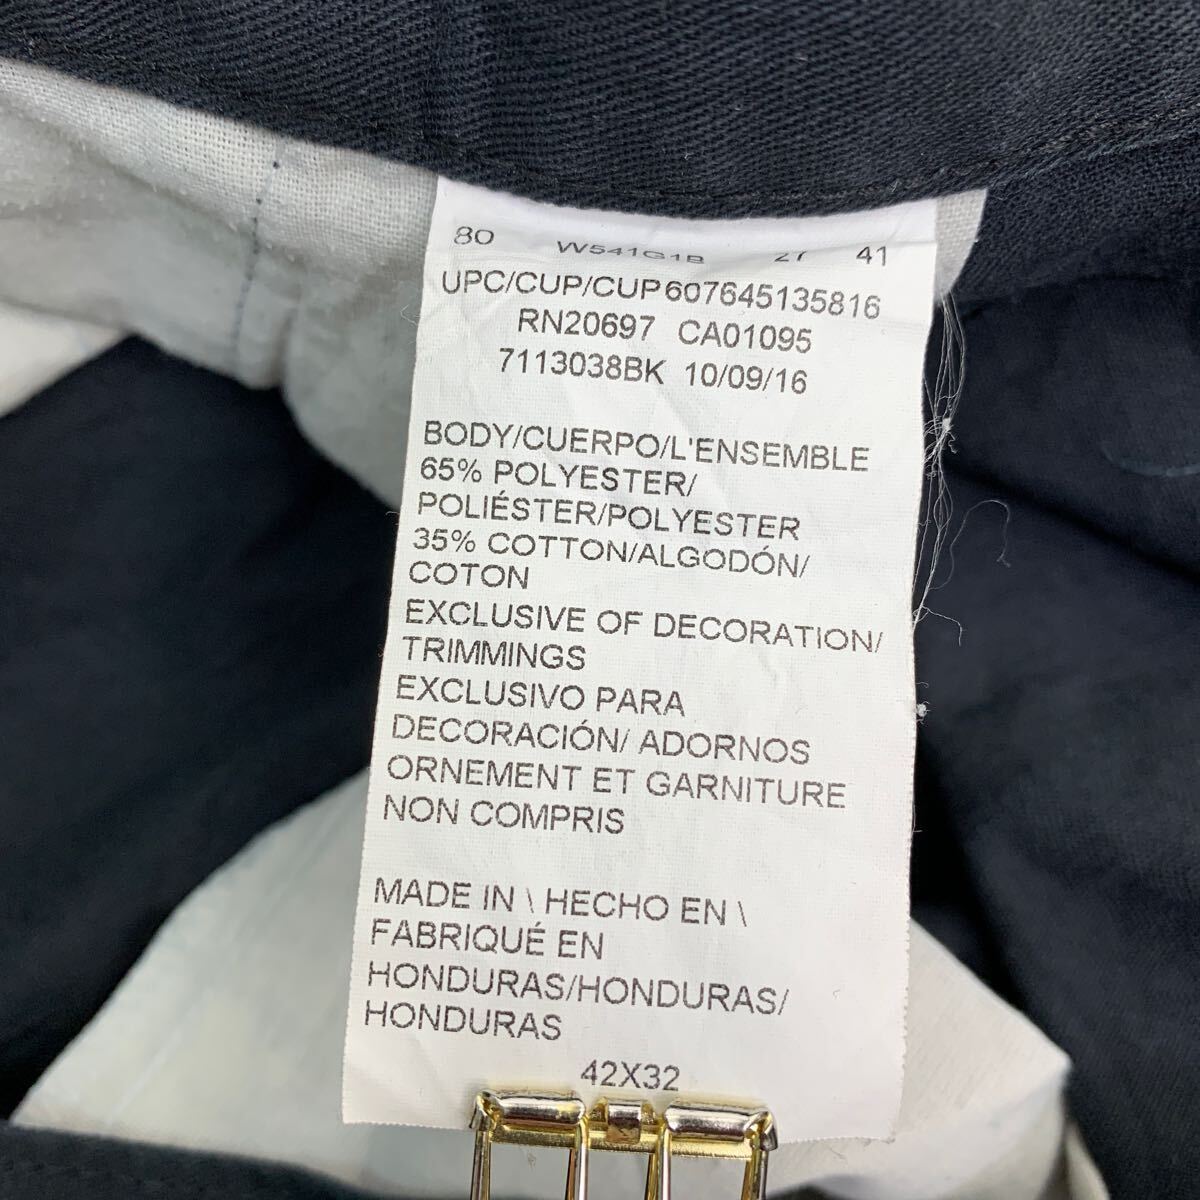 80 W541G1B 27 41
UPC/CUP/CUP607645135816
RN20697 CA01095
7113038BK 10/09/16
BODY/CUERPO/L'ENSEMBLE
65% POLYESTER/
POLIÉSTER/POLYESTER
35% COTTON/ALGODÓN/
COTON
EXCLUSIVE OF DECORATION/
TRIMMINGS
EXCLUSIVO PARA
DECORACIÓN/ ADORNOS
ORNEMENT ET GARNITURE
NON COMPRIS
MADE IN \ HECHO EN \
FABRIQUÉ EN
HONDURAS/HONDURAS/
HONDURAS
42X32